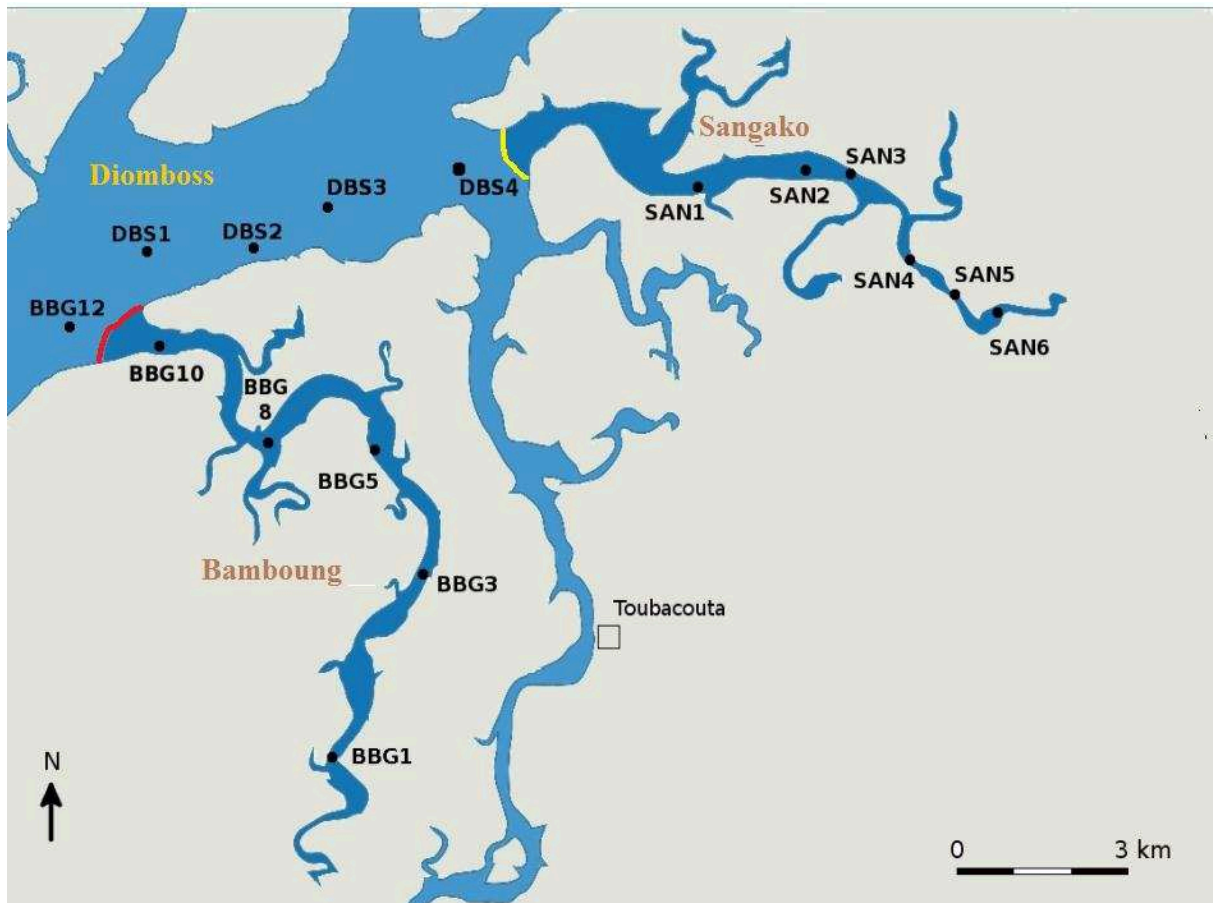 Sangako
SAN3
Diomboss
DBS3
DBS4
SAN2
SAN1
DBS1
DBS2
SAN4
SAN5
BBG12
SAN6
BBG10
BBG
8
BBG5
Bamboung
BBG3
Toubacouta
BBG1
N
0 3 km